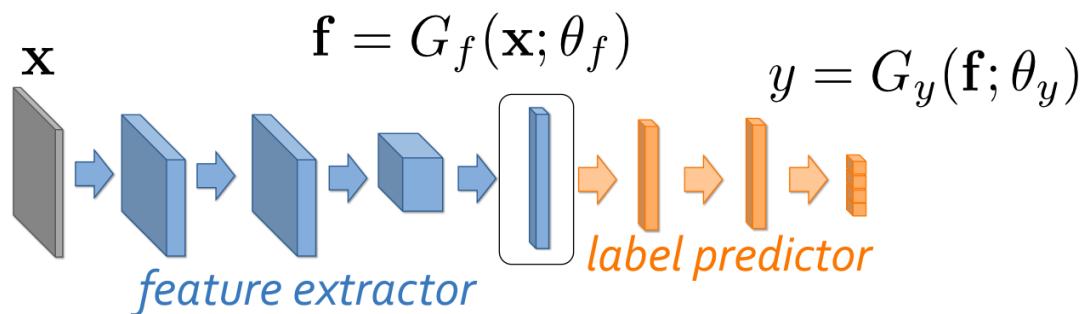 x
f = G_f(x; θ_f)
y = G_y(f; θ_y)
feature extractor
label predictor